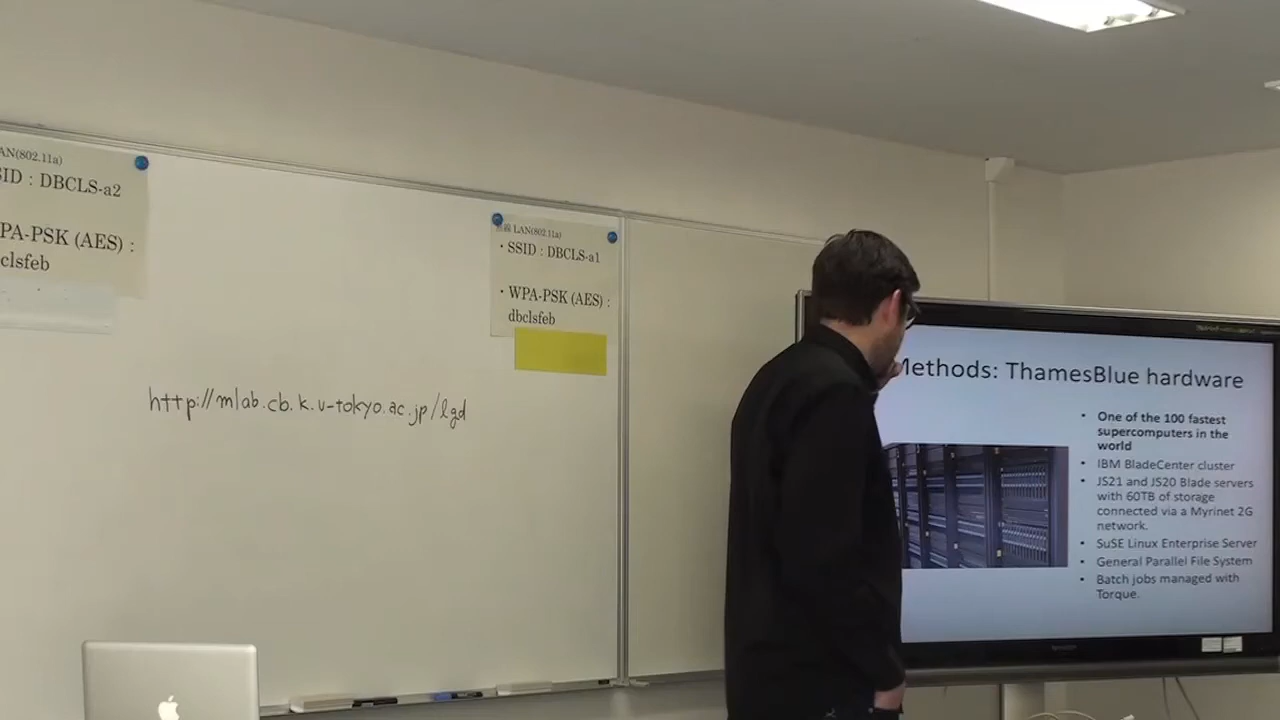 AN(802.11a)
SID : DBCLS-a2
PA-PSK (AES) :
clsfeb
LAN(802.11a)
・SSID : DBCLS-a1
・WPA-PSK (AES) :
dbclsfeb
http://mlab.cb.k.u-tokyo.ac.jp/lgd
Methods: ThamesBlue hardware
• One of the 100 fastest
supercomputers in the
world
• IBM BladeCenter cluster
• JS21 and JS20 Blade servers
with 60TB of storage
connected via a Myrinet 2G
network.
• SuSE Linux Enterprise Server
• General Parallel File System
• Batch jobs managed with
Torque.
SHARP